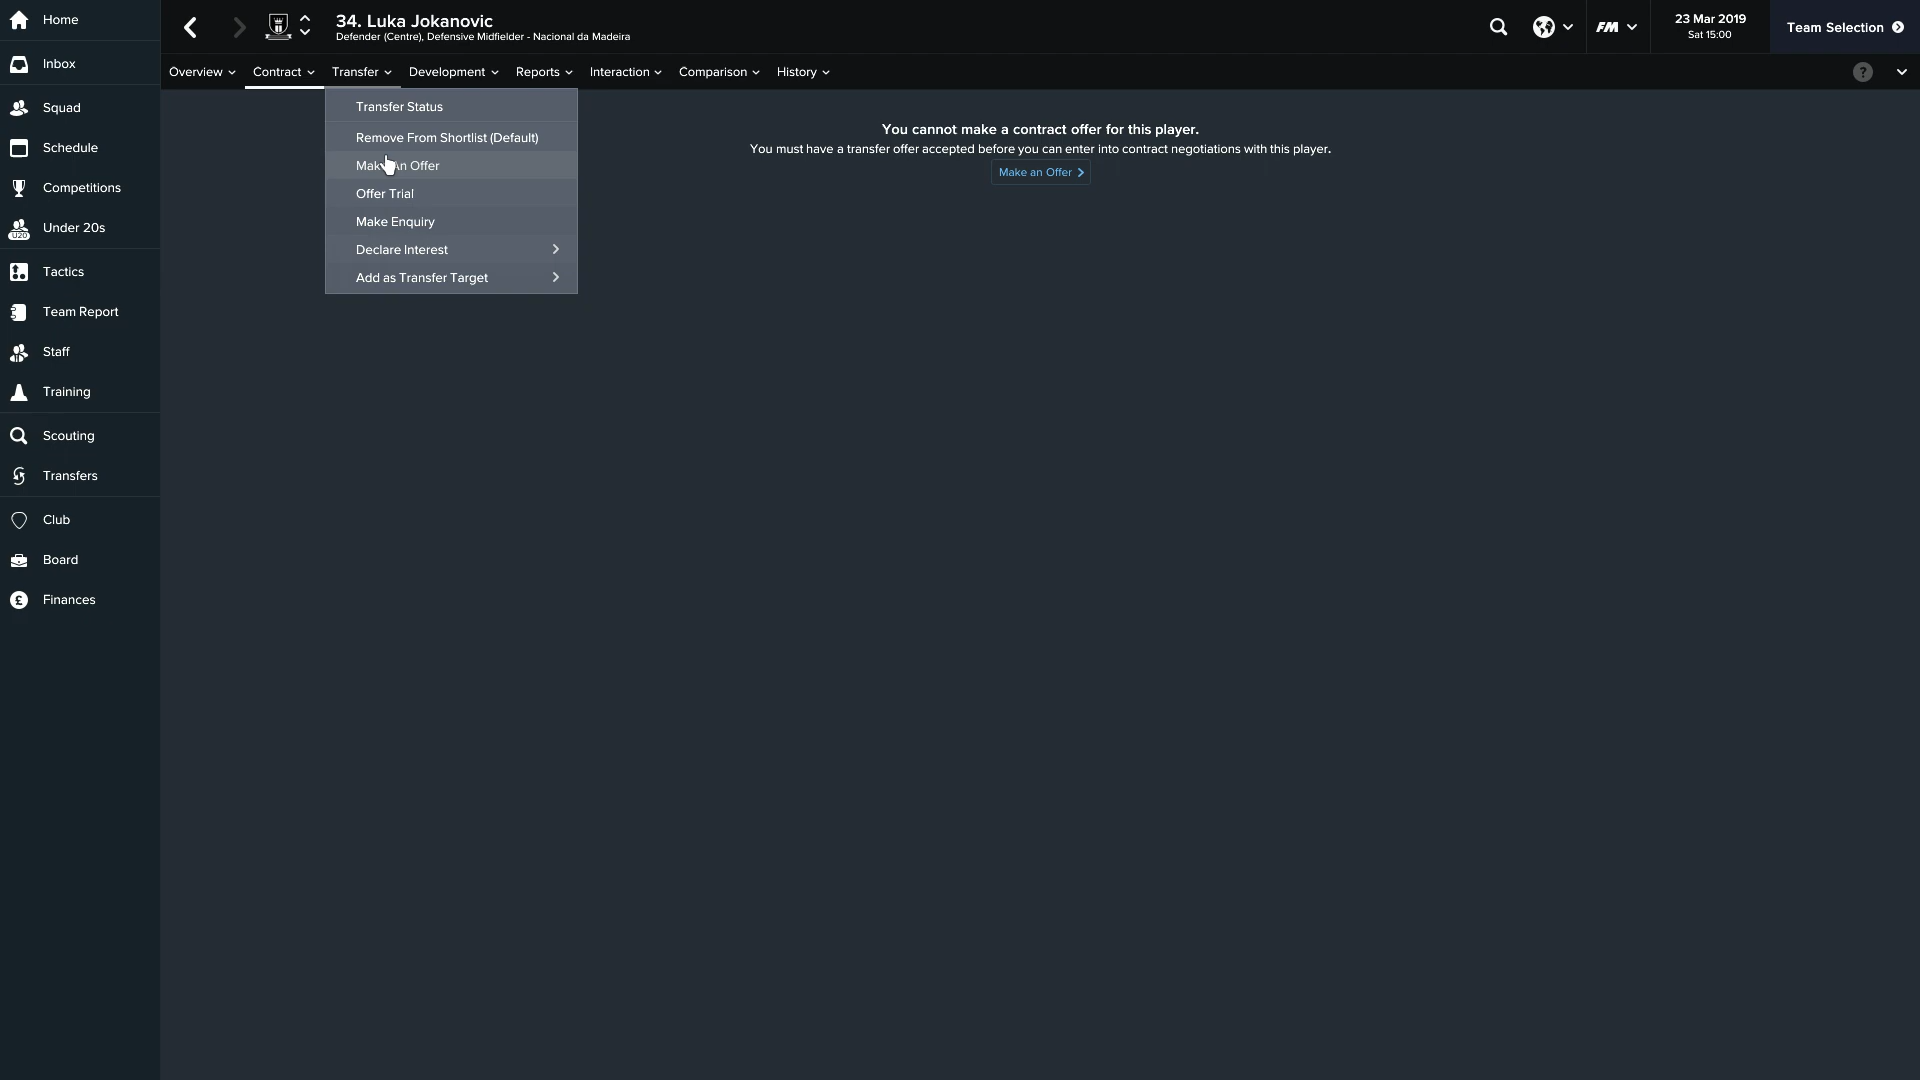 Home
Inbox
Squad
Schedule
Competitions
U20
Under 20s
Tactics
Team Report
Staff
Training
Scouting
Transfers
Club
Board
£
Finances
34. Luka Jokanovic
Defender (Centre), Defensive Midfielder - Nacional da Madeira
FM
23 Mar 2019
Sat 15:00
Team Selection
Overview
Contract
Transfer
Development
Reports
Interaction
Comparison
History
?
Transfer Status
Remove From Shortlist (Default)
Make An Offer
Offer Trial
Make Enquiry
Declare Interest
Add as Transfer Target
You cannot make a contract offer for this player.
You must have a transfer offer accepted before you can enter into contract negotiations with this player.
Make an Offer